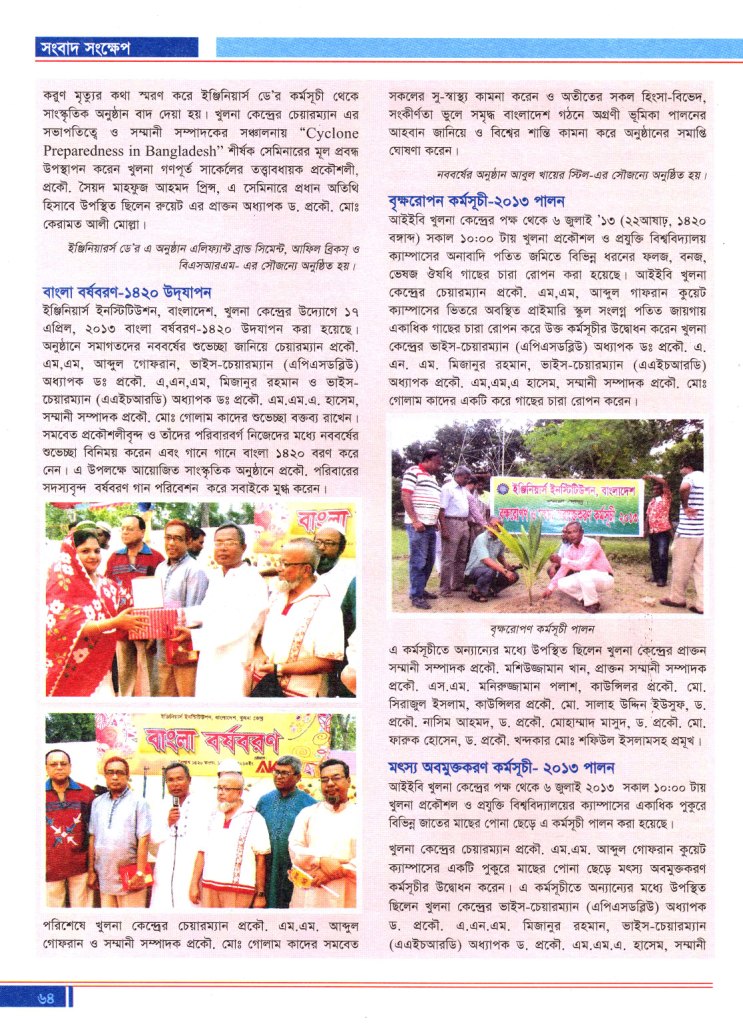 সংবাদ সংক্ষেপ
করুণ মৃত্যুর কথা স্মরণ করে ইঞ্জিনিয়ার্স ডে'র কর্মসূচী থেকে
সাংস্কৃতিক অনুষ্ঠান বাদ দেয়া হয়। খুলনা কেন্দ্রের চেয়ারম্যান এর
সভাপতিত্বে ও সম্মানী সম্পাদকের সঞ্চালনায় “Cyclone
Preparedness in Bangladesh” শীর্ষক সেমিনারের মূল প্রবন্ধ
উপস্থাপন করেন খুলনা গণপূর্ত সার্কেলের তত্ত্বাবধায়ক প্রকৌশলী,
প্রকৌ. সৈয়দ মাহফুজ আহমদ প্রিন্স, এ সেমিনারে প্রধান অতিথি
হিসাবে উপস্থিত ছিলেন রুয়েট এর প্রাক্তন অধ্যাপক ড. প্রকৌ. মোঃ
কেরামত আলী মোল্লা।
ইঞ্জিনিয়ারর্স ডে'র এ অনুষ্ঠান এলিফ্যান্ট ব্রান্ড সিমেন্ট, আফিল ব্রিকস্ ও
বিএসআরএম- এর সৌজন্যে অনুষ্ঠিত হয়।
বাংলা বর্ষবরণ-১৪২০ উদ্‌যাপন
ইঞ্জিনিয়ার্স ইনস্টিটিউশন, বাংলাদেশ, খুলনা কেন্দ্রের উদ্যোগে ১৭
এপ্রিল, ২০১৩ বাংলা বর্ষবরণ-১৪২০ উদযাপন করা হয়েছে।
অনুষ্ঠানে সমাগতদের নববর্ষের শুভেচ্ছা জানিয়ে চেয়ারম্যান প্রকৌ.
এম,এম, আব্দুল গোফরান, ভাইস-চেয়ারম্যান (এপিএসডব্লিউ)
অধ্যাপক ডঃ প্রকৌ. এ,এন,এম, মিজানুর রহমান ও ভাইস-
চেয়ারম্যান (এএইচআরডি) অধ্যাপক ডঃ প্রকৌ. এম.এম.এ. হাসেম,
সম্মানী সম্পাদক প্রকৌ. মোঃ গোলাম কাদের শুভেচ্ছা বক্তব্য রাখেন।
সমবেত প্রকৌশলীবৃন্দ ও তাঁদের পরিবারবর্গ নিজেদের মধ্যে নববর্ষের
শুভেচ্ছা বিনিময় করেন এবং গানে গানে বাংলা ১৪২০ বরণ করে
নেন। এ উপলক্ষে আয়োজিত সাংস্কৃতিক অনুষ্ঠানে প্রকৌ. পরিবারের
সদস্যবৃন্দ বর্ষবরণ গান পরিবেশন করে সবাইকে মুগ্ধ করেন।
বাংলা
ইঞ্জিনিয়ার্স ইনস্টিটিউশন, বাংলাদেশ, খুলনা কেন্দ্র
বাংলা বর্ষবরণ
পরিশেষে খুলনা কেন্দ্রের চেয়ারম্যান প্রকৌ. এম.এম. আব্দুল
গোফরান ও সম্মানী সম্পাদক প্রকৌ. মোঃ গোলাম কাদের সমবেত
সকলের সু-স্বাস্থ্য কামনা করেন ও অতীতের সকল হিংসা-বিভেদ,
সংকীর্ণতা ভুলে সমৃদ্ধ বাংলাদেশ গঠনে অগ্রণী ভূমিকা পালনের
আহবান জানিয়ে ও বিশ্বের শান্তি কামনা করে অনুষ্ঠানের সমাপ্তি
ঘোষণা করেন।
নববর্ষের অনুষ্ঠান আবুল খায়ের স্টিল-এর সৌজন্যে অনুষ্ঠিত হয়।
বৃক্ষরোপন কর্মসূচী-২০১৩ পালন
আইইবি খুলনা কেন্দ্রের পক্ষ থেকে ৬ জুলাই '১৩ (২২আষাঢ়, ১৪২০
বঙ্গাব্দ) সকাল ১০:০০ টায় খুলনা প্রকৌশল ও প্রযুক্তি বিশ্ববিদ্যালয়
ক্যাম্পাসের অনাবাদি পতিত জমিতে বিভিন্ন ধরনের ফলজ, বনজ,
ভেষজ ঔষধি গাছের চারা রোপন করা হয়েছে। আইইবি খুলনা
কেন্দ্রের চেয়ারম্যান প্রকৌ. এম,এম, আব্দুল গাফরান কুয়েট
ক্যাম্পাসের ভিতরে অবস্থিত প্রাইমারি স্কুল সংলগ্ন পতিত জায়গায়
একাধিক গাছের চারা রোপন করে উক্ত কর্মসূচীর উদ্বোধন করেন খুলনা
কেন্দ্রের ভাইস-চেয়ারম্যান (এপিএসডব্লিউ) অধ্যাপক ডঃ প্রকৌ. এ.
এন. এম. মিজানুর রহমান, ভাইস-চেয়ারম্যান (এএইচআরডি)
অধ্যাপক প্রকৌ. এম,এম,এ হাসেম, সম্মানী সম্পাদক প্রকৌ. মোঃ
গোলাম কাদের একটি করে গাছের চারা রোপন করেন।
ইঞ্জিনিয়ার্স ইনস্টিটিউশন, বাংলাদেশ
কর্মসূচী ২০১৩
বৃক্ষরোপণ কর্মসূচী পালন
এ কর্মসূচীতে অন্যান্যের মধ্যে উপস্থিত ছিলেন খুলনা কেন্দ্রের প্রাক্তন
সম্মানী সম্পাদক প্রকৌ. মশিউজ্জামান খান, প্রাক্তন সম্মানী সম্পাদক
প্রকৌ. এস.এম. মনিরুজ্জামান পলাশ, কাউন্সিলর প্রকৌ. মো.
সিরাজুল ইসলাম, কাউন্সিলর প্রকৌ. মো. সালাহ উদ্দিন ইউসুফ, ড.
প্রকৌ. নাসিম আহমদ, ড. প্রকৌ. মোহাম্মাদ মাসুদ, ড. প্রকৌ. মো.
ফারুক হোসেন, ড. প্রকৌ. খন্দকার মোঃ শফিউল ইসলামসহ প্রমূখ।
মৎস্য অবমুক্তকরণ কর্মসূচী- ২০১৩ পালন
আইইবি খুলনা কেন্দ্রের পক্ষ থেকে ৬ জুলাই ২০১৩ সকাল ১০:০০ টায়
খুলনা প্রকৌশল ও প্রযুক্তি বিশ্ববিদ্যালয়ের ক্যাম্পাসের একাধিক পুকুরে
বিভিন্ন জাতের মাছের পোনা ছেড়ে এ কর্মসূচী পালন করা হয়েছে।
খুলনা কেন্দ্রের চেয়ারম্যান প্রকৌ. এম.এম. আব্দুল গোফরান কুয়েট
ক্যাম্পাসের একটি পুকুরে মাছের পোনা ছেড়ে মৎস্য অবমুক্তকরণ
কর্মসূচীর উদ্বোধন করেন। এ কর্মসূচীতে অন্যান্যের মধ্যে উপস্থিত
ছিলেন খুলনা কেন্দ্রের ভাইস-চেয়ারম্যান (এপিএসডব্লিউ) অধ্যাপক
ড. প্রকৌ. এ.এন.এম. মিজানুর রহমান, ভাইস-চেয়ারম্যান
(এএইচআরডি) অধ্যাপক ড. প্রকৌ. এম.এম.এ. হাসেম, সম্মানী
৬৪